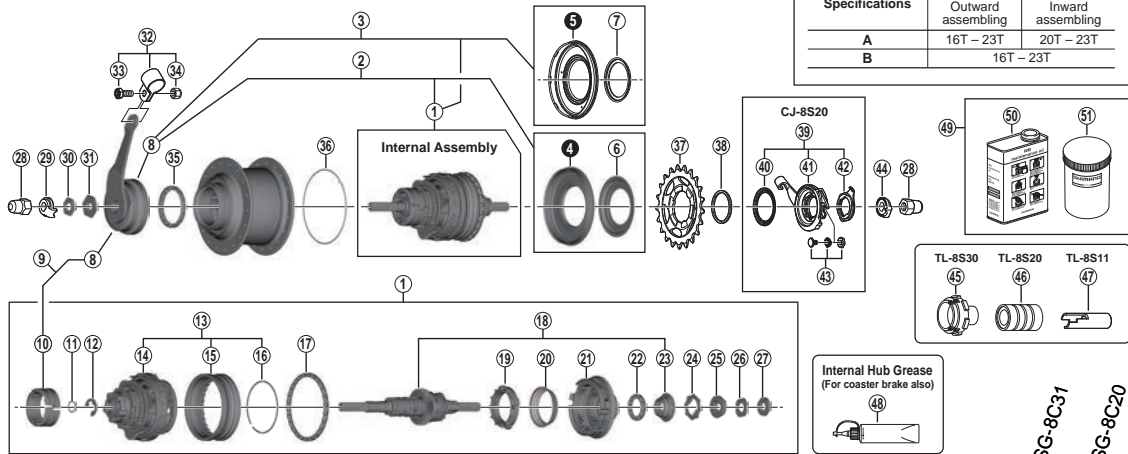 Specifications
Outward assembling
Inward assembling
A 16T – 23T 20T – 23T
B 16T – 23T
32
33 34
3
2
1
5 7
8
CJ-8S20
39
40 41 42
43
28 29 30 31
35
36
Internal Assembly
4 6
37 38
44 28
49
50 51
9
8
1
TL-8S30 TL-8S20 TL-8S11
45 46 47
10 11 12
13
14 15 16 17
18
19 20 21 22 23 24 25 26 27
Internal Hub Grease
(For coaster brake also)
48
SG-8C31
SG-8C20